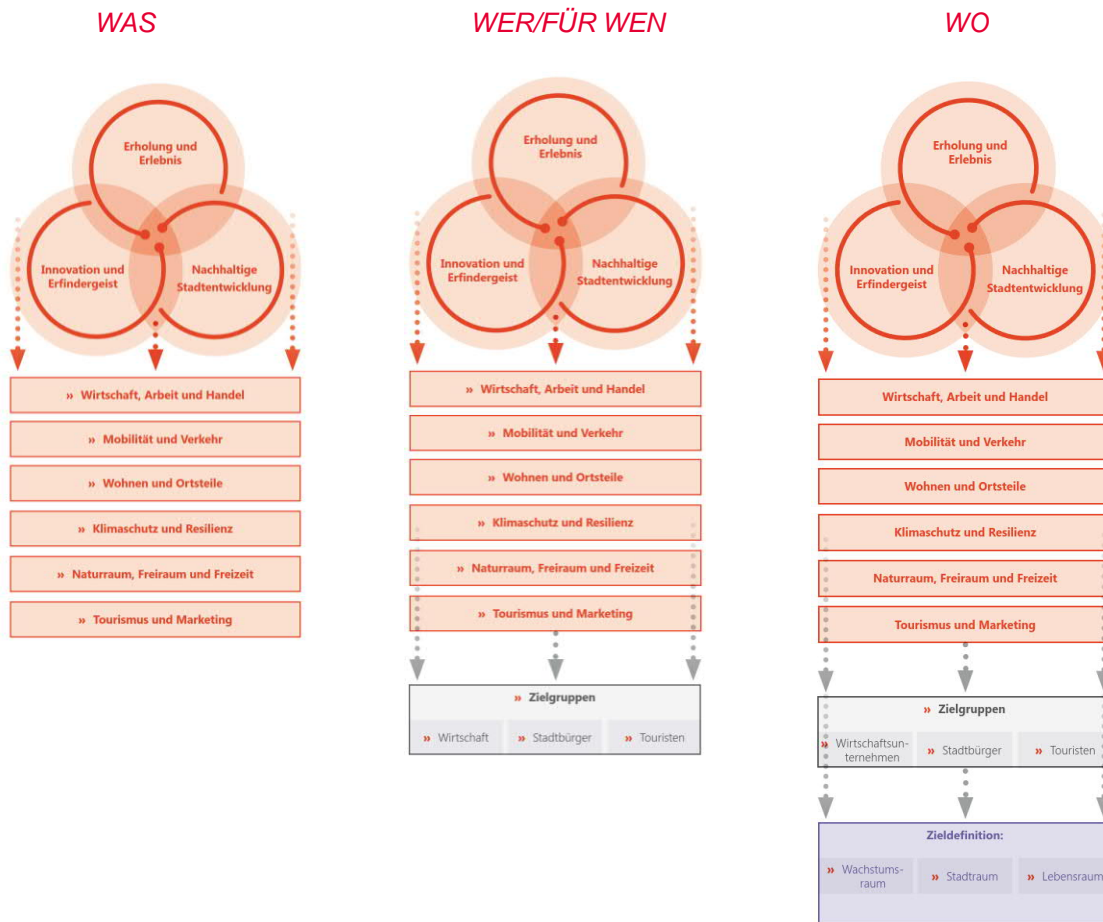 WAS
Erholung und
Erlebnis
Innovation und
Erfindergeist
Nachhaltige
Stadtentwicklung
» Wirtschaft, Arbeit und Handel
» Mobilität und Verkehr
» Wohnen und Ortsteile
» Klimaschutz und Resilienz
» Naturraum, Freiraum und Freizeit
» Tourismus und Marketing
WER/FÜR WEN
Erholung und
Erlebnis
Innovation und
Erfindergeist
Nachhaltige
Stadtentwicklung
» Wirtschaft, Arbeit und Handel
» Mobilität und Verkehr
» Wohnen und Ortsteile
» Klimaschutz und Resilienz
» Naturraum, Freiraum und Freizeit
» Tourismus und Marketing
» Zielgruppen
» Wirtschaft » Stadtbürger » Touristen
WO
Erholung und
Erlebnis
Innovation und
Erfindergeist
Nachhaltige
Stadtentwicklung
Wirtschaft, Arbeit und Handel
Mobilität und Verkehr
Wohnen und Ortsteile
Klimaschutz und Resilienz
Naturraum, Freiraum und Freizeit
Tourismus und Marketing
» Zielgruppen
» Wirtschaftsun-
ternehmen
» Stadtbürger
» Touristen
Zieldefinition:
» Wachstums-
raum
» Stadtraum
» Lebensraum